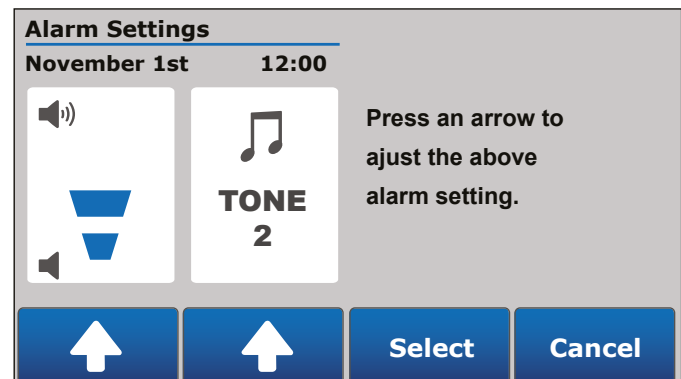 Alarm Settings
November 1st 12:00
TONE
2
Press an arrow to
ajust the above
alarm setting.
Select Cancel